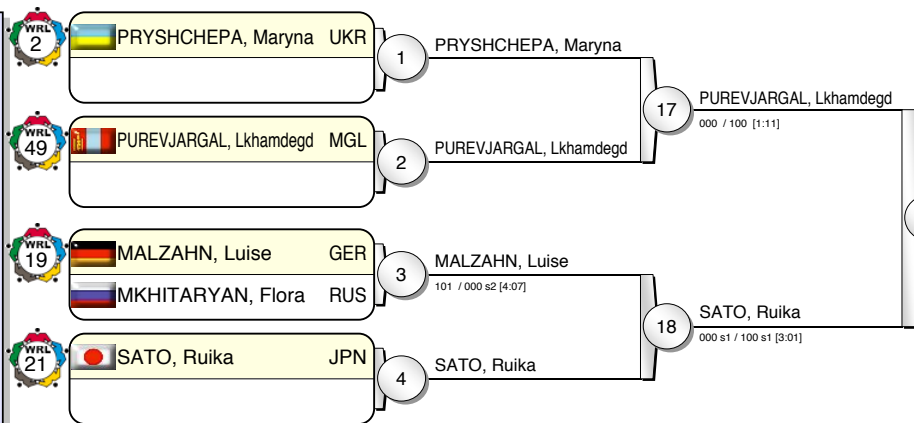 WRL
2
PRYSHCHEPA, Maryna UKR
1
PRYSHCHEPA, Maryna
17
PUREVJARGAL, Lkhamdegd
000 / 100 [1:11]
WRL
49
PUREVJARGAL, Lkhamdegd MGL
2
PUREVJARGAL, Lkhamdegd
WRL
19
MALZAHN, Luise GER
MKHITARYAN, Flora RUS
3
MALZAHN, Luise
101 / 000 s2 [4:07]
18
SATO, Ruika
000 s1 / 100 s1 [3:01]
WRL
21
SATO, Ruika JPN
4
SATO, Ruika